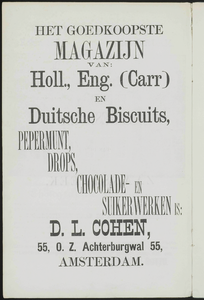 HET GOEDKOOPSTE
MAGAZIJN
VAN:
Holl., Eng. (Carr)
EN
Duitsche Biscuits,
PEPERMUNT,
DROPS,
CHOCOLADE- EN
SUIKERWERKEN IS:
D. L. COHEN,
55, O. Z. Achterburgwal 55,
AMSTERDAM.